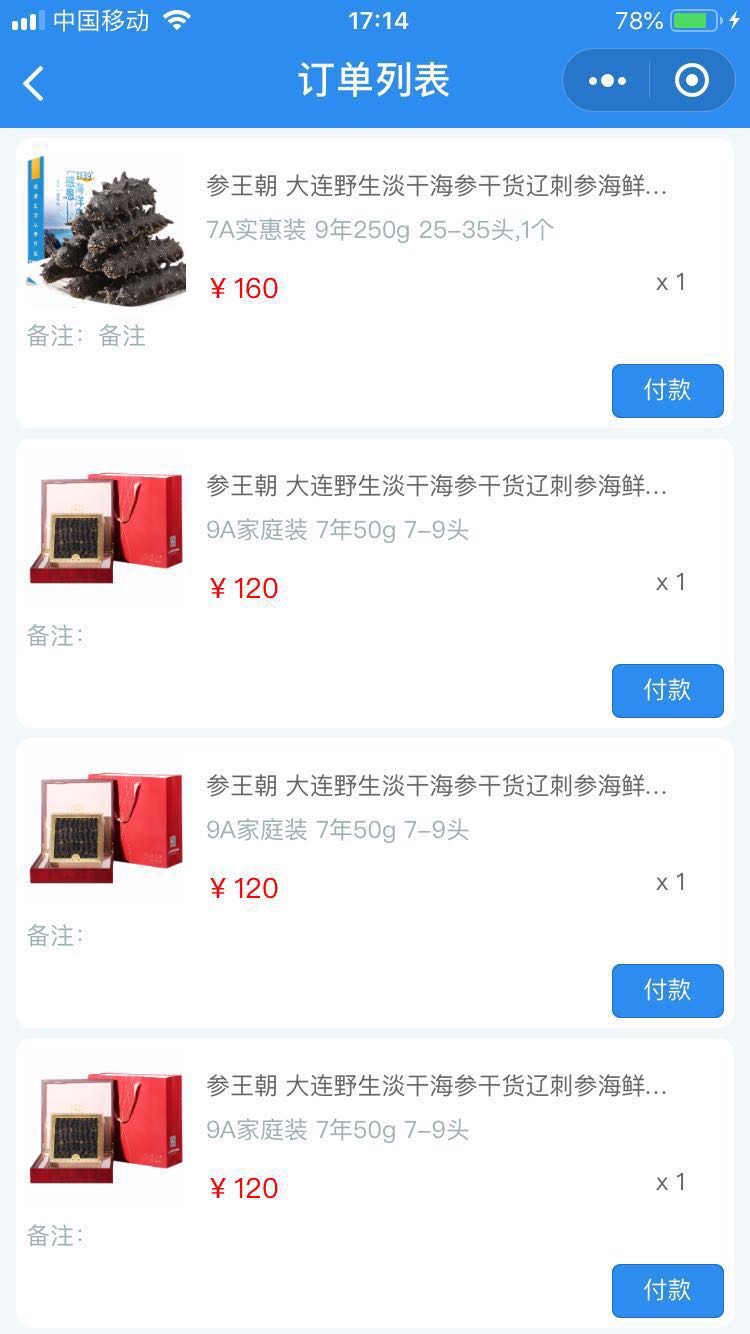 中国移动
17:14
78%
订单列表
感恩
海洋
参王朝 大连野生淡干海参干货辽刺参海鲜...
7A实惠装 9年250g 25-35头,1个
¥ 160
x 1
备注：备注
付款
参王朝 大连野生淡干海参干货辽刺参海鲜...
9A家庭装 7年50g 7-9头
¥ 120
x 1
备注：
付款
参王朝 大连野生淡干海参干货辽刺参海鲜...
9A家庭装 7年50g 7-9头
¥ 120
x 1
备注：
付款
参王朝 大连野生淡干海参干货辽刺参海鲜...
9A家庭装 7年50g 7-9头
¥ 120
x 1
备注：
付款